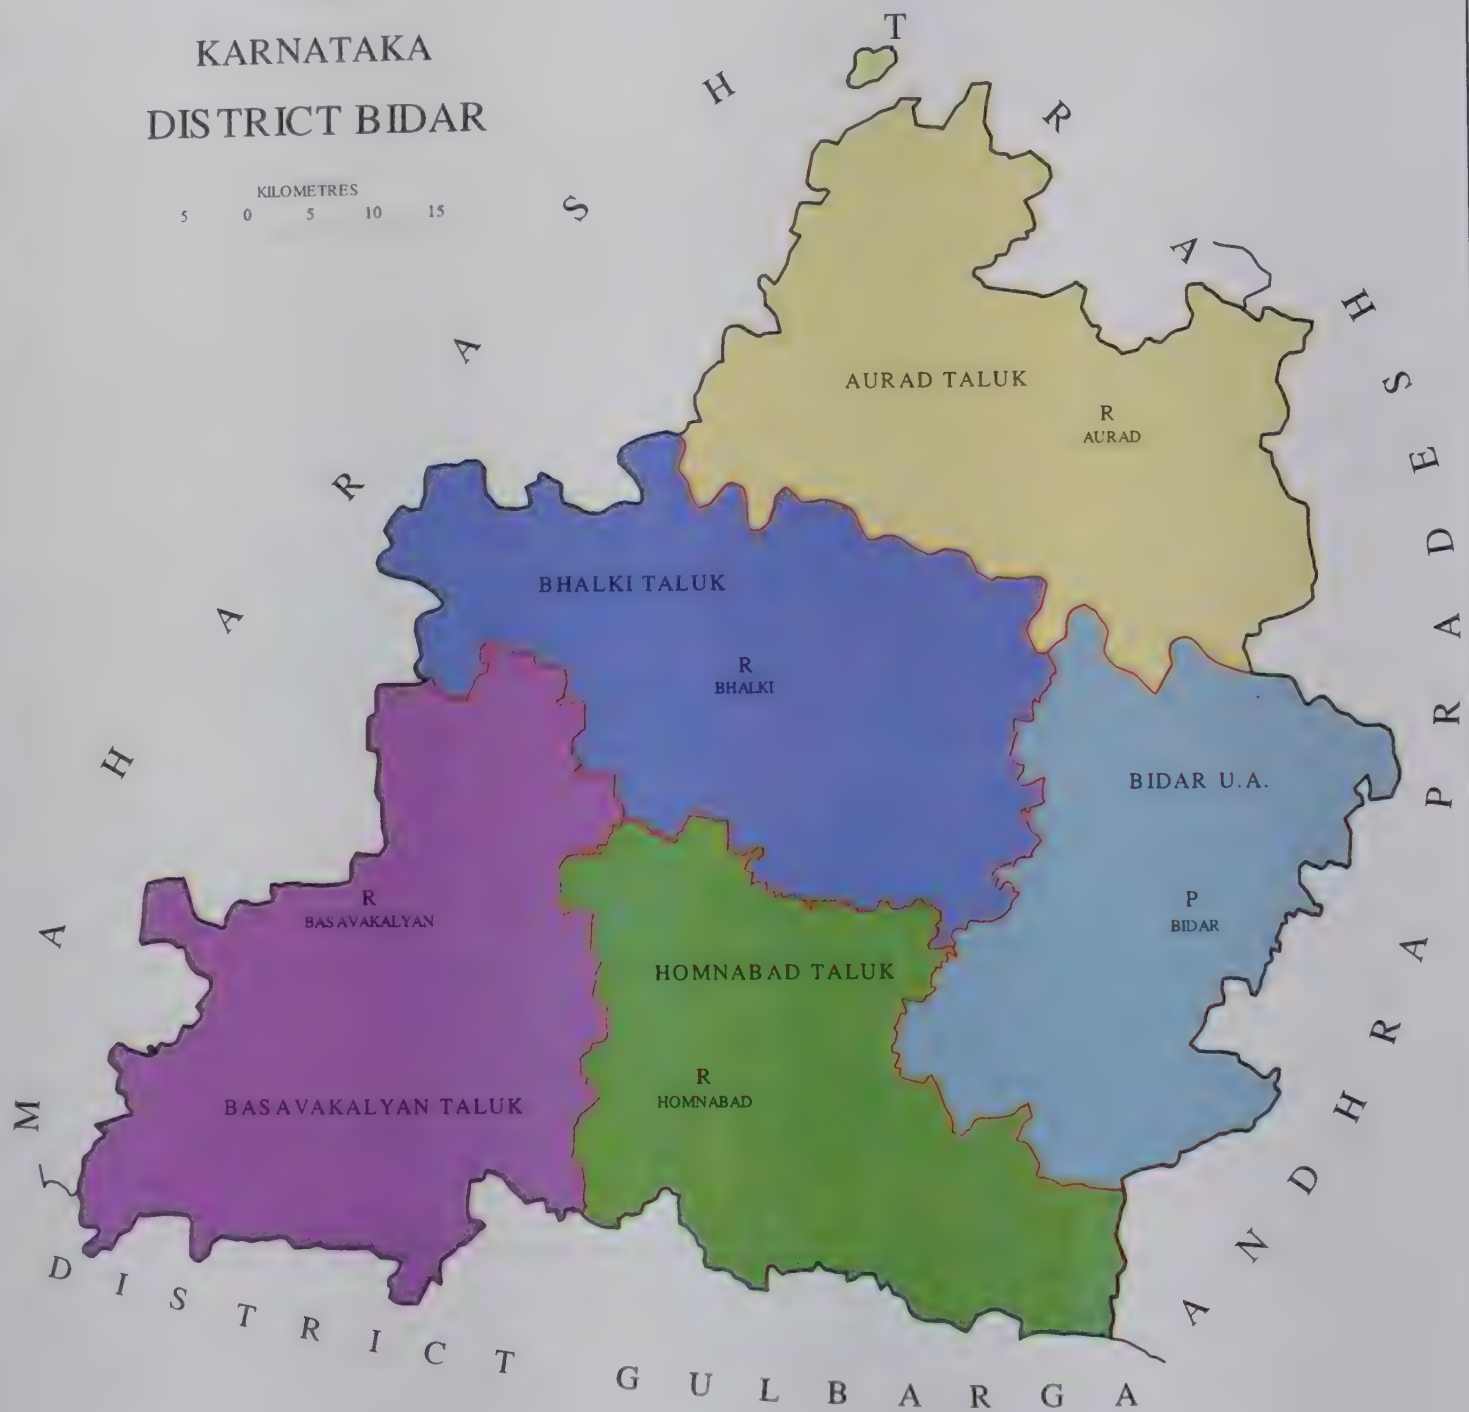 KARNATAKA
DISTRICT BIDAR
KILOMETRES
5 0 5 10 15
MAHARASHTRA
AURAD TALUK
R
AURAD
BHALKI TALUK
R
BHALKI
BIDAR U.A.
P
BIDAR
R
BASAVAKALYAN
HOMNABAD TALUK
R
HOMNABAD
BASAVAKALYAN TALUK
ANDHRA PRADESH
DISTRICT GULBARGA